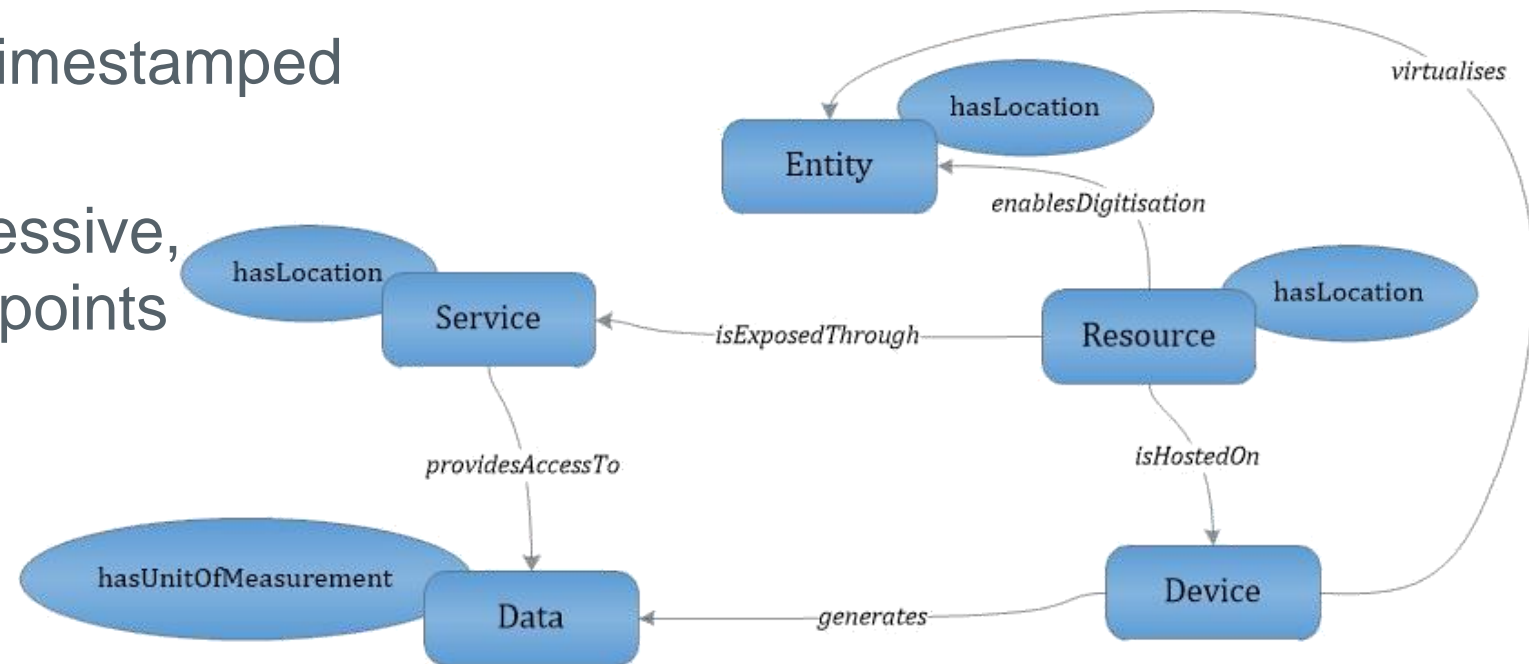 imestamped
essive,
points
virtualises
hasLocation
Entity
enablesDigitisation
hasLocation
Service
hasLocation
Resource
isExposedThrough
providesAccessTo
isHostedOn
hasUnitOfMeasurement
Data
generates
Device